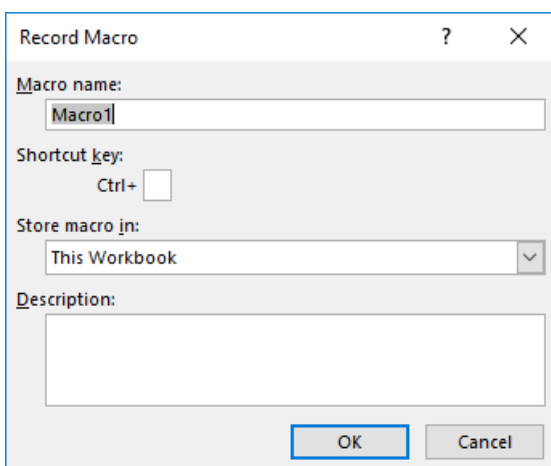 Record Macro ? ✕
Macro name:
Macro1
Shortcut key:
Ctrl+
Store macro in:
This Workbook
Description:
OK Cancel